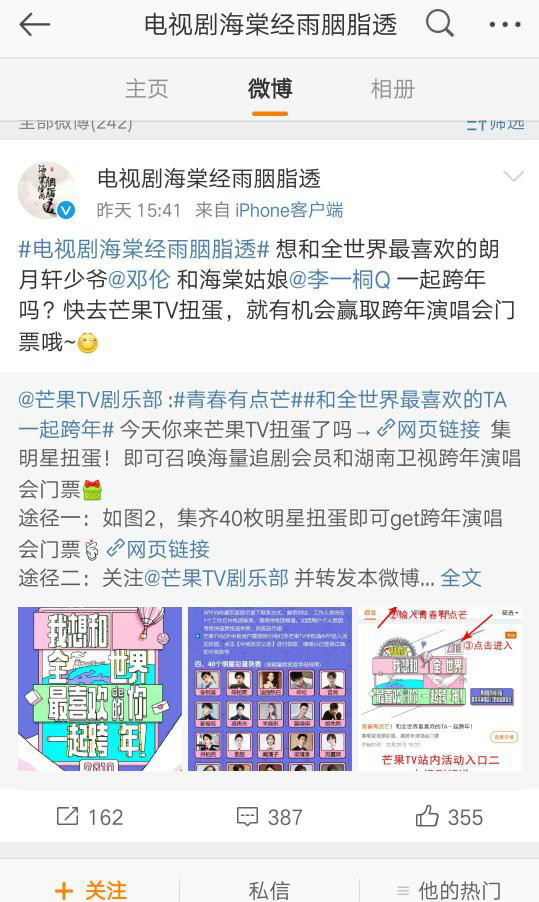 电视剧海棠经雨胭脂透
主页 微博 相册
全部微博(242) 筛选
电视剧海棠经雨胭脂透
昨天 15:41 来自 iPhone客户端
#电视剧海棠经雨胭脂透# 想和全世界最喜欢的朗
月轩少爷@邓伦 和海棠姑娘@李一桐Q 一起跨年
吗？快去芒果TV扭蛋，就有机会赢取跨年演唱会门
票哦~
@芒果TV剧乐部 :#青春有点芒##和全世界最喜欢的TA
一起跨年# 今天你来芒果TV扭蛋了吗→网页链接 集
明星扭蛋！即可召唤海量追剧会员和湖南卫视跨年演唱
会门票
途径一：如图2，集齐40枚明星扭蛋即可get跨年演唱
会门票 网页链接
途径二：关注@芒果TV剧乐部 并转发本微博... 全文
我想和
全世界
最喜欢的你
一起跨年!
四、40个明星彩蛋列表
②输入青春有点芒
③点击进入
芒果TV站内活动入口二
162 387 355
+ 关注 私信 他的热门